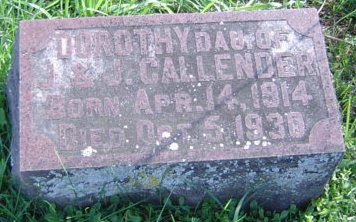 DOROTHY DAU. OF
J. & J. CALLENDER
BORN APR. 14, 1914
DIED OCT. 5, 1930